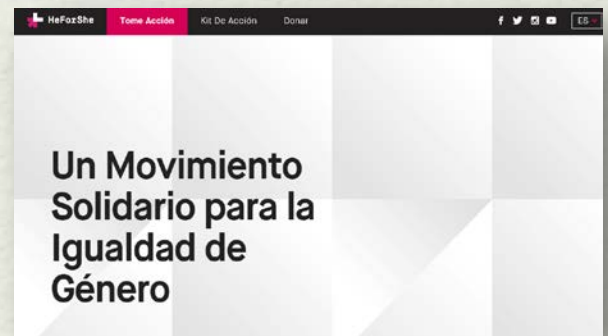 HeForShe Tome Acción Kit De Acción Donar ES
Un Movimiento
Solidario para la
Igualdad de
Género